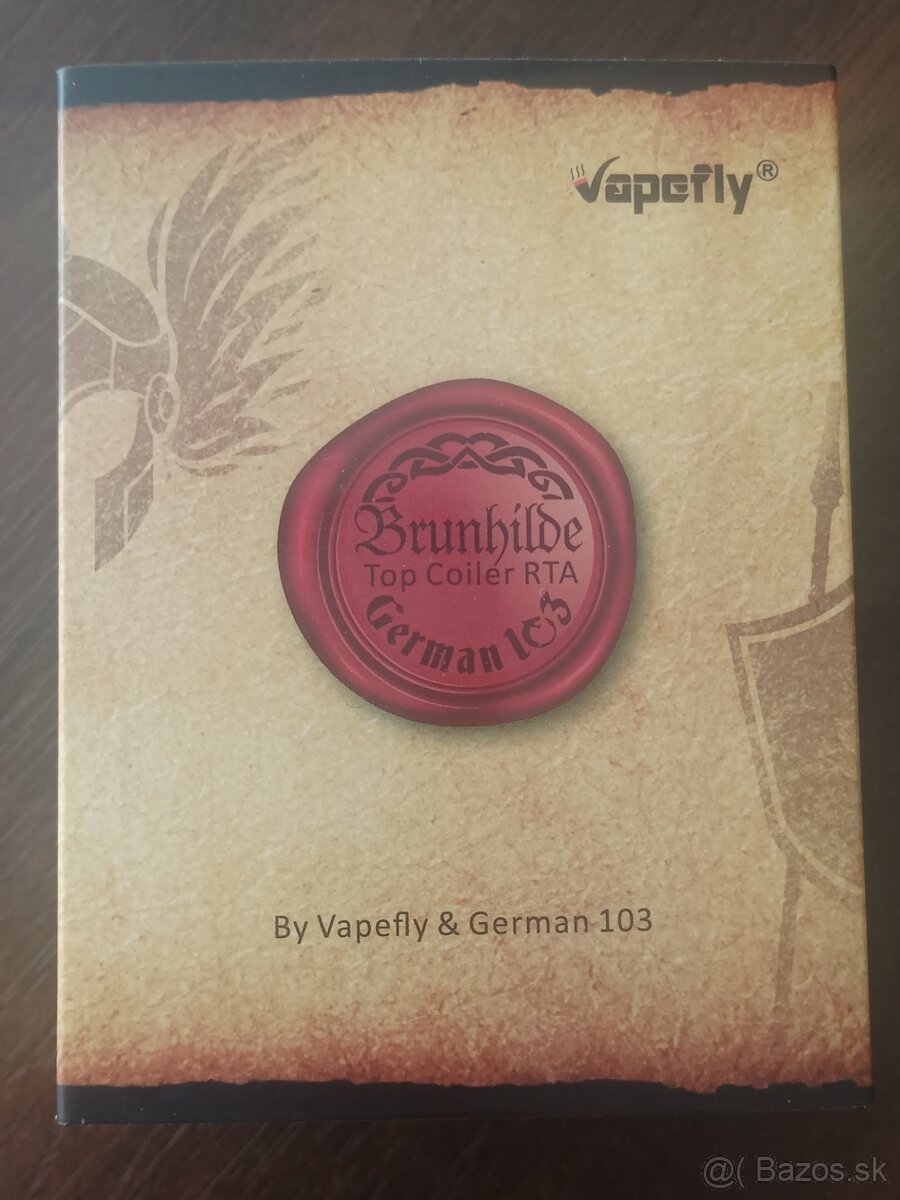 Vapefly®
Brunhilde
Top Coiler RTA
German 103
By Vapefly & German 103
@( Bazos.sk